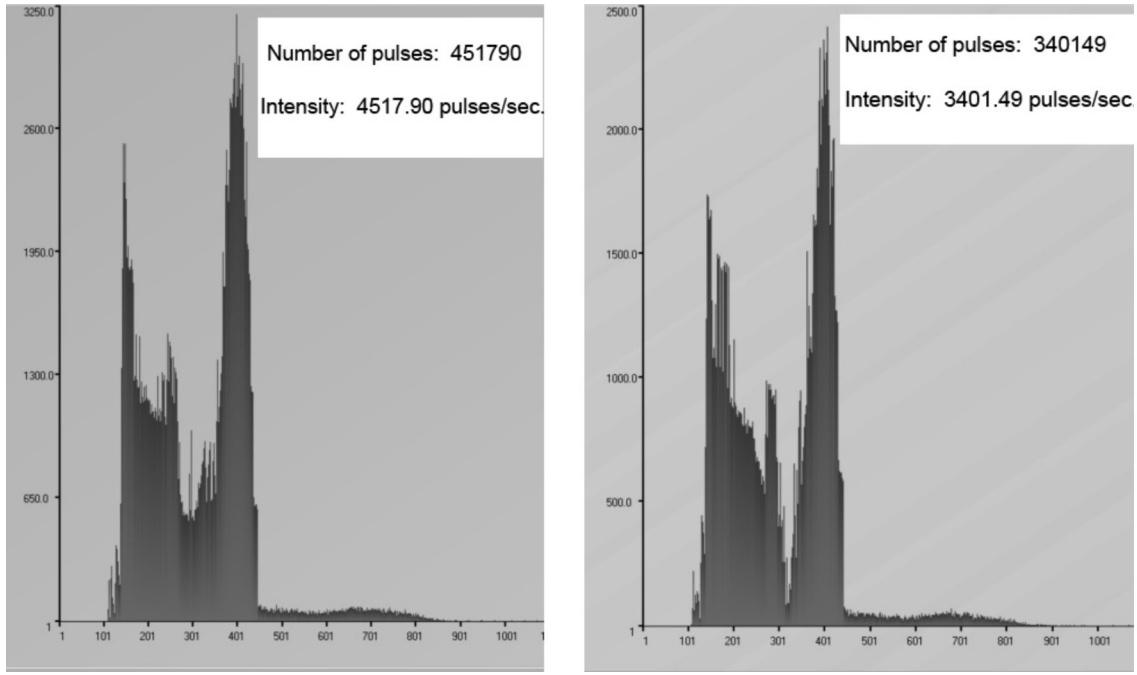 3250.0
2600.0
1950.0
1300.0
650.0
1
1 101 201 301 401 501 601 701 801 901 1001 1
Number of pulses: 451790
Intensity: 4517.90 pulses/sec.
2500.0
2000.0
1500.0
1000.0
500.0
1
1 101 201 301 401 501 601 701 801 901 1001
Number of pulses: 340149
Intensity: 3401.49 pulses/sec.